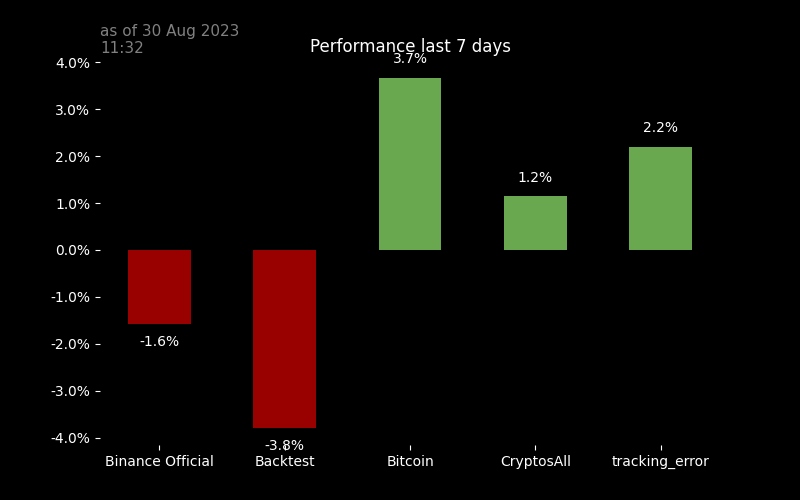 as of 30 Aug 2023
11:32
Performance last 7 days
4.0%
3.0%
2.0%
1.0%
0.0%
-1.0%
-2.0%
-3.0%
-4.0%
-1.6%
-3.8%
3.7%
1.2%
2.2%
Binance Official
Backtest
Bitcoin
CryptosAll
tracking_error